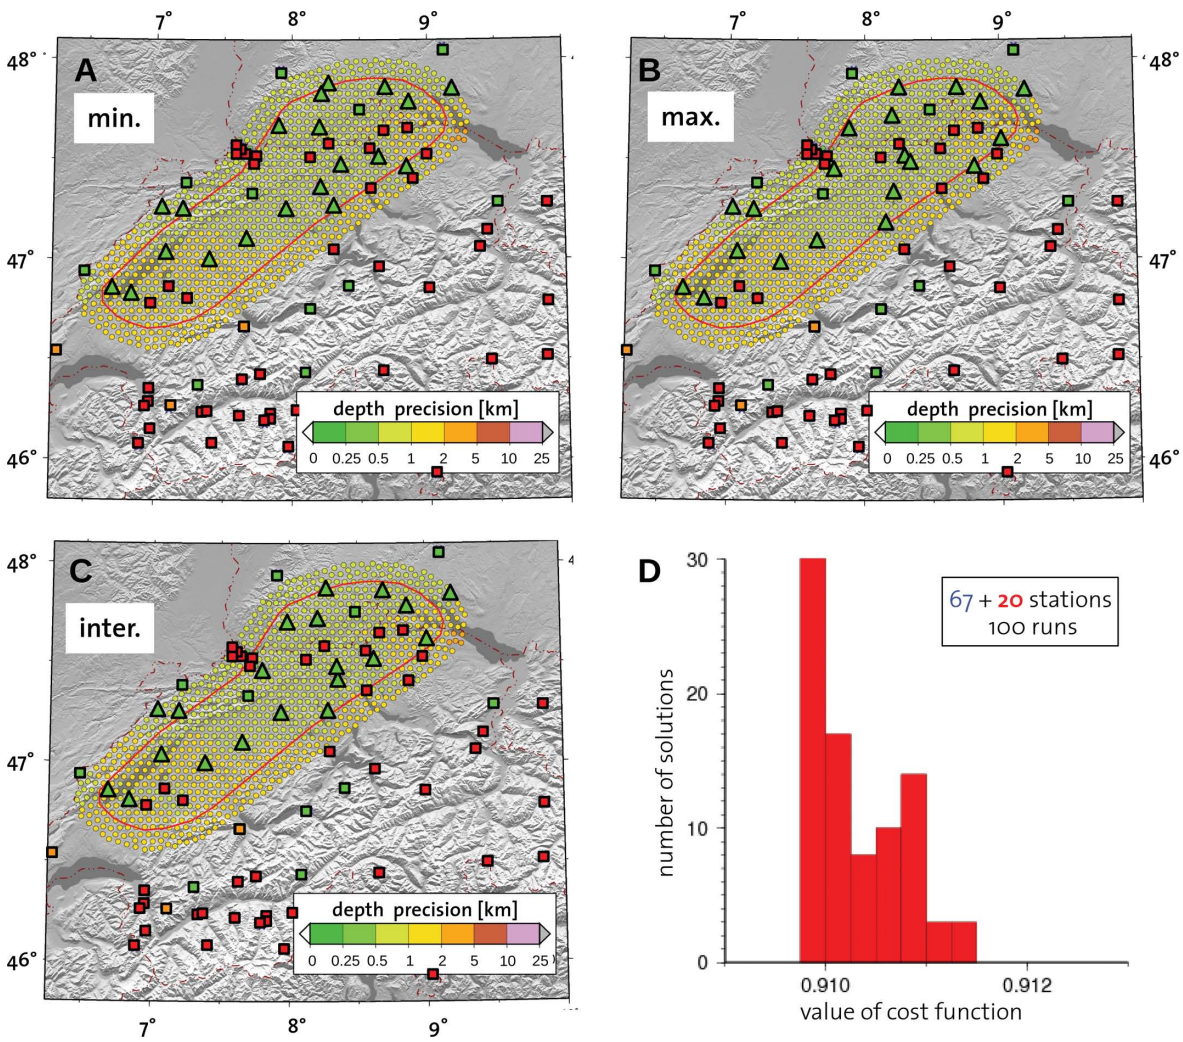 7° 8° 9° 7° 8° 9°
48° A B 48°
min. max.
47° 47°
depth precision [km] depth precision [km]
0 0.25 0.5 1 2 5 10 25 0 0.25 0.5 1 2 5 10 25
46° 46°
48° C 4 D 30
67 + 20 stations
100 runs
inter.
20
number of solutions
47°
10
depth precision [km]
0 0.25 0.5 1 2 5 10 25
46° 0
0.910 0.912
value of cost function
7° 8° 9°